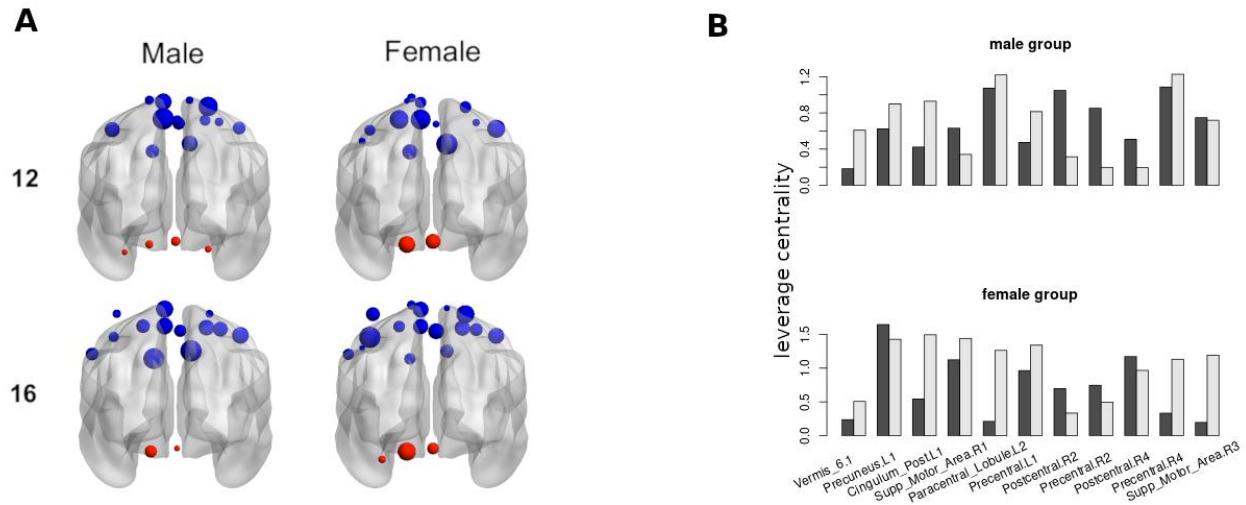 A
Male
Female
12
16
B
male group
leverage centrality
1.2
0.8
0.4
0.0
female group
1.5
1.0
0.5
0.0
Vermis_6.1
Precuneus.L1
Cingulum_Post.L1
Supp_Motor_Area.R1
Paracentral_Lobule.L2
Precentral.L1
Postcentral.R2
Precentral.R2
Postcentral.R4
Precentral.R4
Supp_Motor_Area.R3